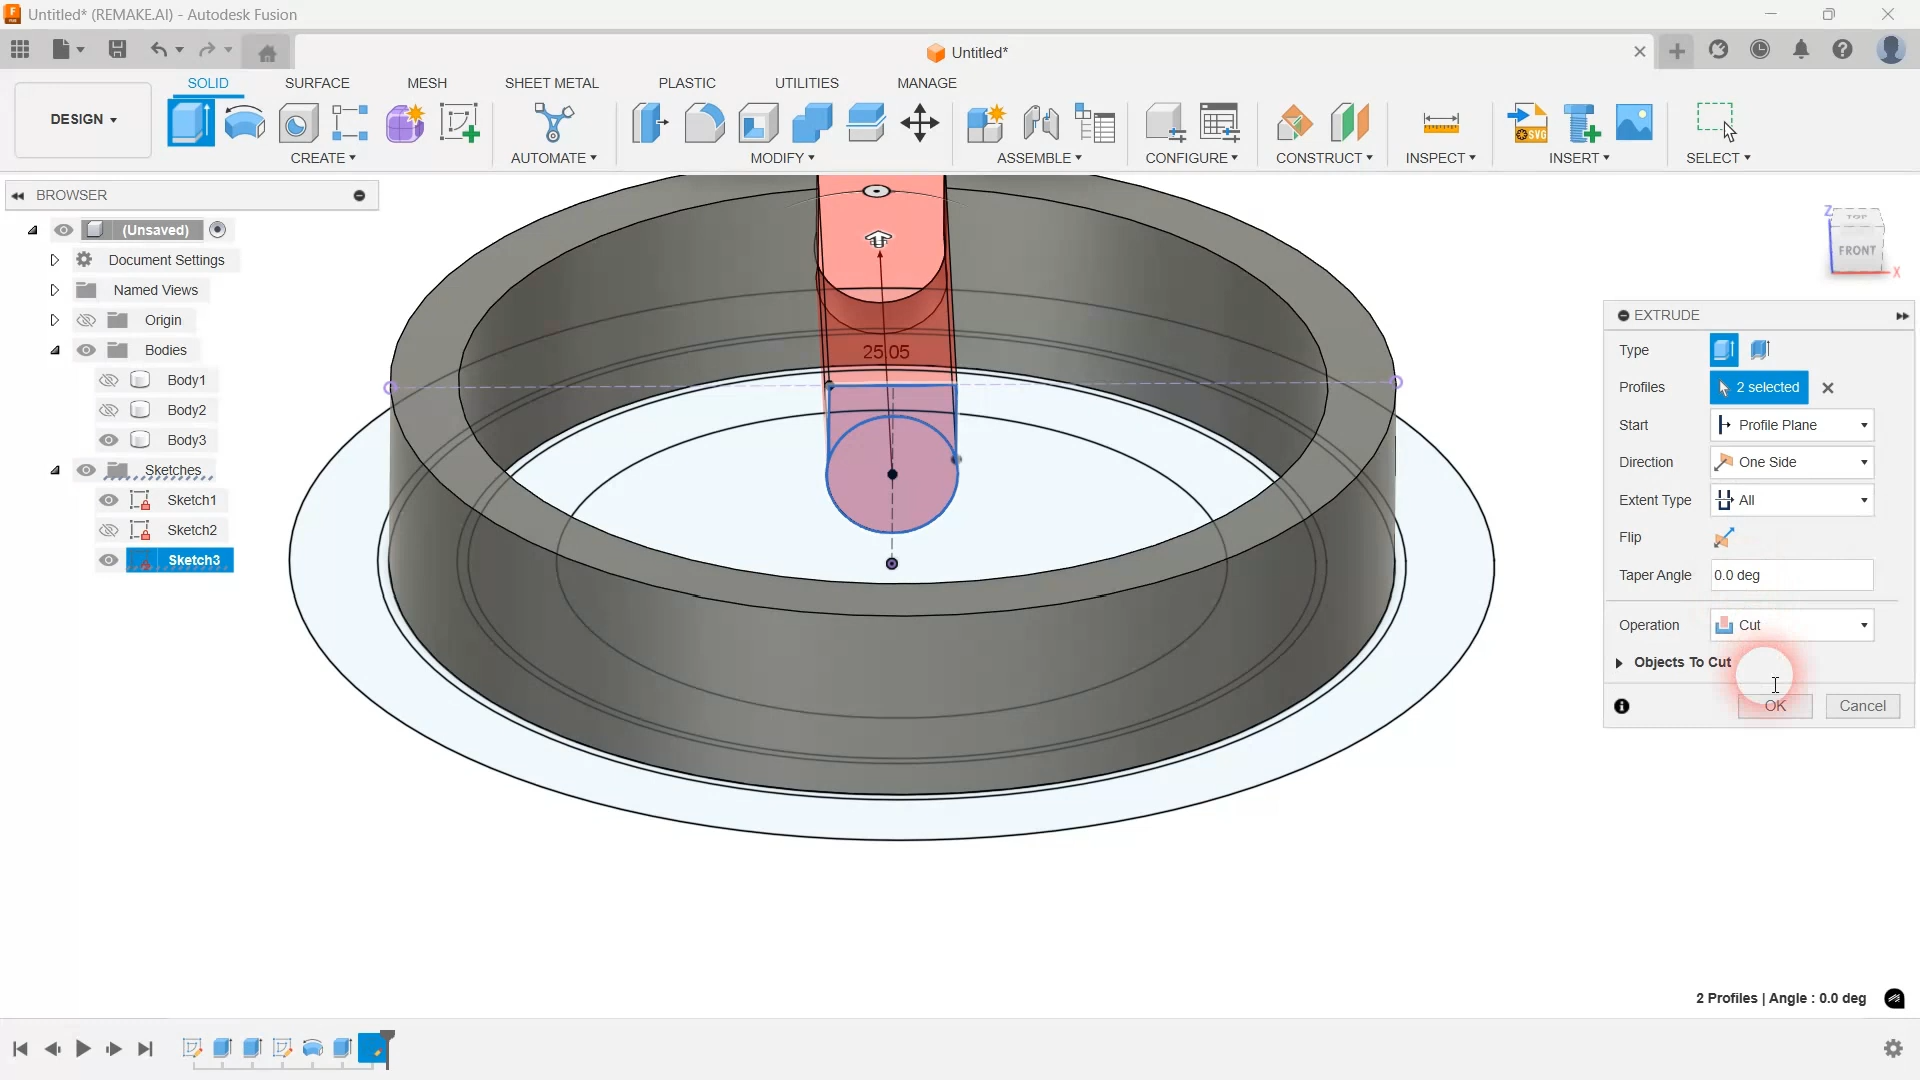 Untitled* (REMAKE.AI) - Autodesk Fusion
Untitled*
SOLID SURFACE MESH SHEET METAL PLASTIC UTILITIES MANAGE
DESIGN
CREATE AUTOMATE MODIFY ASSEMBLE CONFIGURE CONSTRUCT INSPECT INSERT SELECT
SVG
BROWSER
(Unsaved)
Document Settings
Named Views
Origin
Bodies
Body1
Body2
Body3
Sketches
Sketch1
Sketch2
Sketch3
25.05
Z
TOP
FRONT
X
EXTRUDE
Type
Profiles 2 selected
Start Profile Plane
Direction One Side
Extent Type All
Flip
Taper Angle 0.0 deg
Operation Cut
Objects To Cut
OK Cancel
2 Profiles | Angle : 0.0 deg